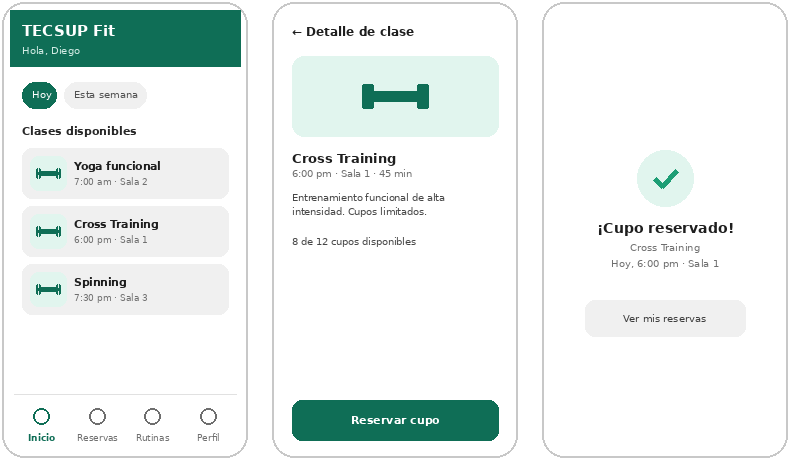 TECSUP Fit
Hola, Diego
Hoy
Esta semana
Clases disponibles
Yoga funcional
7:00 am · Sala 2
Cross Training
6:00 pm · Sala 1
Spinning
7:30 pm · Sala 3
Inicio
Reservas
Rutinas
Perfil
← Detalle de clase
Cross Training
6:00 pm · Sala 1 · 45 min
Entrenamiento funcional de alta
intensidad. Cupos limitados.
8 de 12 cupos disponibles
Reservar cupo
¡Cupo reservado!
Cross Training
Hoy, 6:00 pm · Sala 1
Ver mis reservas